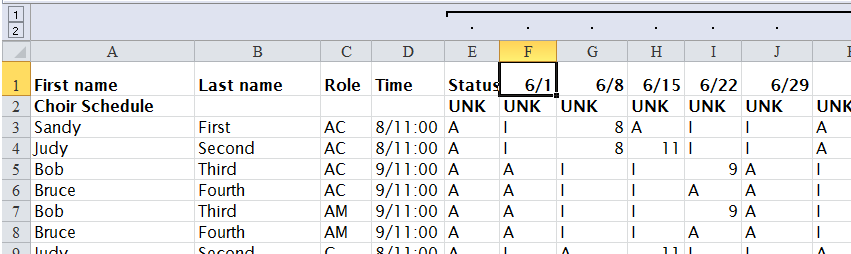 1
2
A B C D E F G H I J
1 First name Last name Role Time Status 6/1 6/8 6/15 6/22 6/29
2 Choir Schedule UNK UNK UNK UNK UNK UNK UNK
3 Sandy First AC 8/11:00 A I 8 A I I A
4 Judy Second AC 8/11:00 A I 8 11 I I A
5 Bob Third AC 9/11:00 A A I I 9 A I
6 Bruce Fourth AC 9/11:00 A A I I A A I
7 Bob Third AM 9/11:00 A A I I 9 A I
8 Bruce Fourth AM 9/11:00 A A I I A A I
9 Judy Second C 8/11:00 A I A 11 I I A